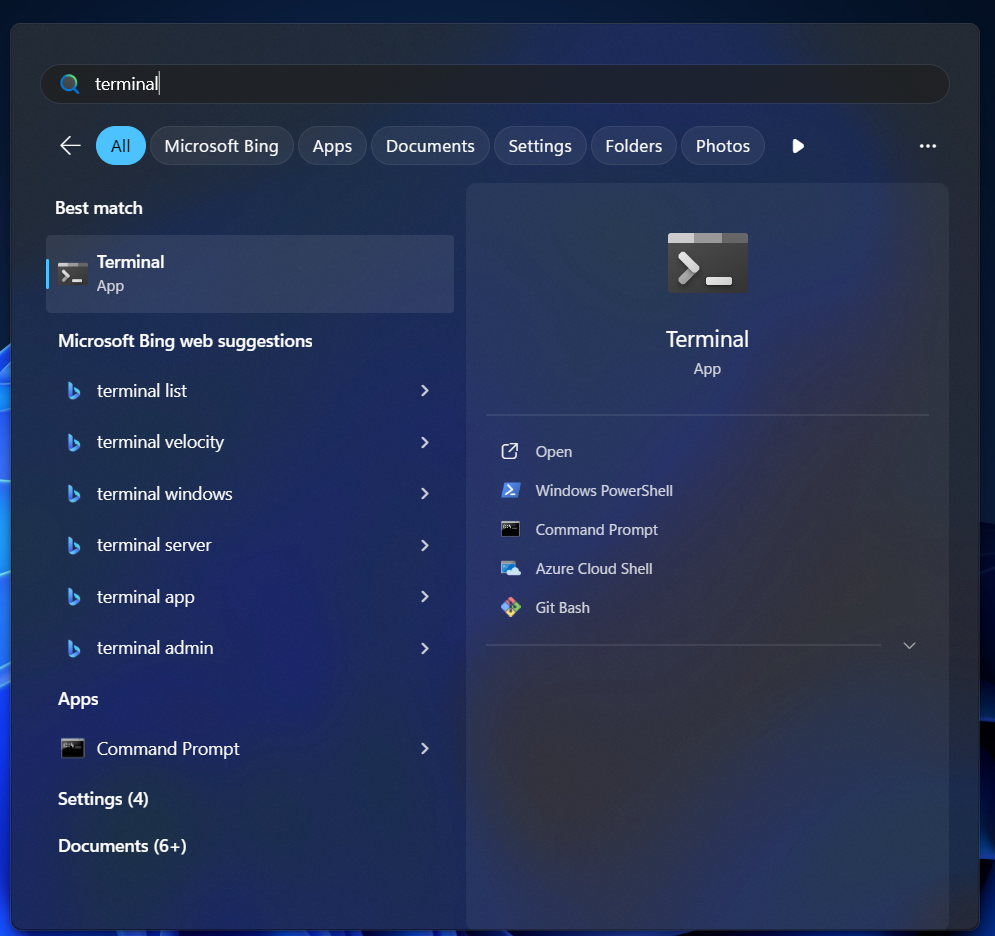 terminal
All
Microsoft Bing
Apps
Documents
Settings
Folders
Photos
Best match
Terminal
App
Microsoft Bing web suggestions
terminal list
terminal velocity
terminal windows
terminal server
terminal app
terminal admin
Apps
Command Prompt
Settings (4)
Documents (6+)
Terminal
App
Open
Windows PowerShell
Command Prompt
Azure Cloud Shell
Git Bash